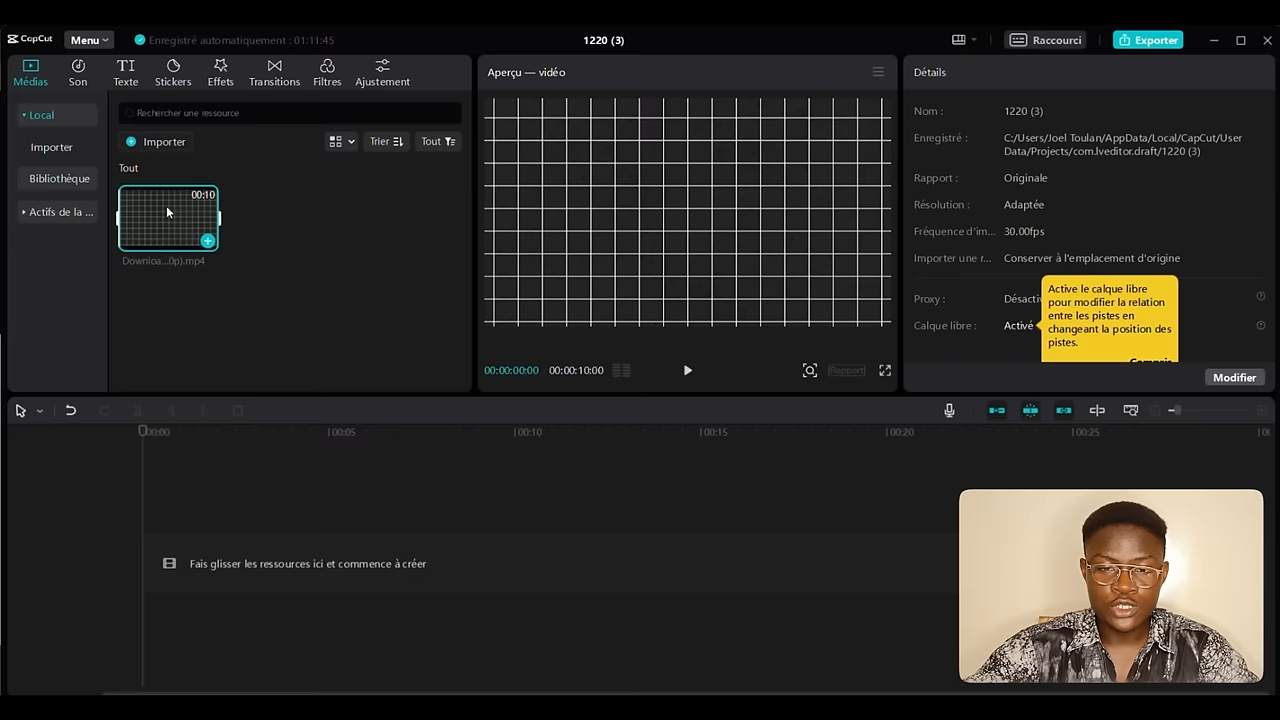 CapCut
Menu
Enregistré automatiquement : 01:11:45
1220 (3)
Raccourci
Exporter
Médias
Son
Texte
Stickers
Effets
Transitions
Filtres
Ajustement
Local
Importer
Bibliothèque
Actifs de la ...
Rechercher une ressource
Importer
Trier
Tout
Tout
00:10
Downloa...0p).mp4
Aperçu — vidéo
00:00:00:00
00:00:10:00
Rapport
Détails
Nom :
1220 (3)
Enregistré :
C:/Users/Joel Toulan/AppData/Local/CapCut/User
Data/Projects/com.lveditor.draft/1220 (3)
Rapport :
Originale
Résolution :
Adaptée
Fréquence d'im...
30.00fps
Importer une r...
Conserver à l'emplacement d'origine
Proxy :
Calque libre :
Activé
Active le calque libre
pour modifier la relation
entre les pistes en
changeant la position des
pistes.
Modifier
00:00
00:05
00:10
00:15
00:20
00:25
Fais glisser les ressources ici et commence à créer